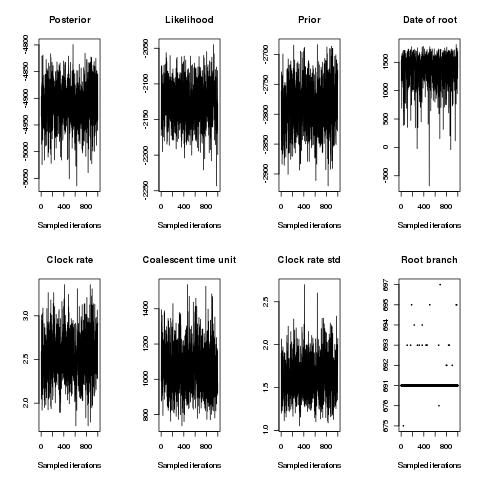 Posterior
Likelihood
Prior
Date of root
-4800
-4850
-4900
-4950
-5000
-5050
0 400 800
Sampled iterations
-2050
-2100
-2150
-2200
-2250
0 400 800
Sampled iterations
-2700
-2750
-2800
-2850
-2900
0 400 800
Sampled iterations
1500
1000
500
0
-500
0 400 800
Sampled iterations
Clock rate
Coalescent time unit
Clock rate std
Root branch
3.0
2.5
2.0
0 400 800
Sampled iterations
1400
1200
1000
800
0 400 800
Sampled iterations
2.5
2.0
1.5
1.0
0 400 800
Sampled iterations
697
695
694
693
692
691
676
675
0 400 800
Sampled iterations